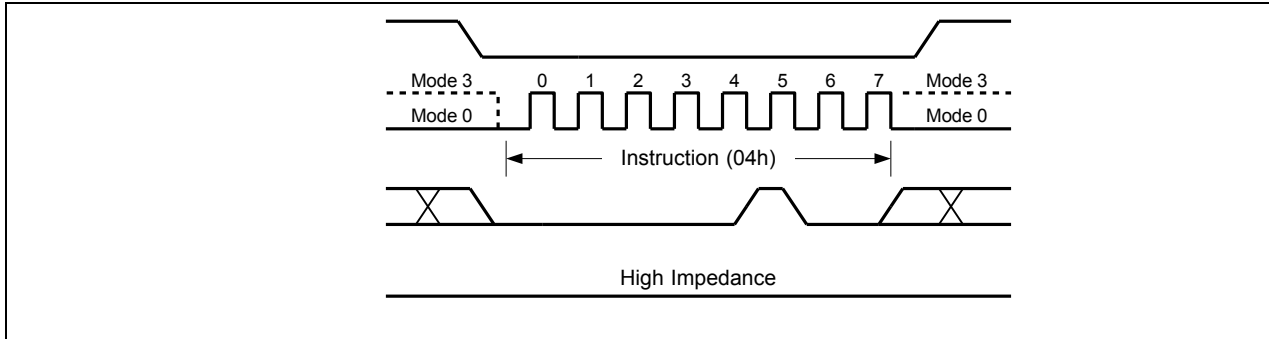 Mode 3 0 1 2 3 4 5 6 7 Mode 3
Mode 0 Mode 0
Instruction (04h)
High Impedance